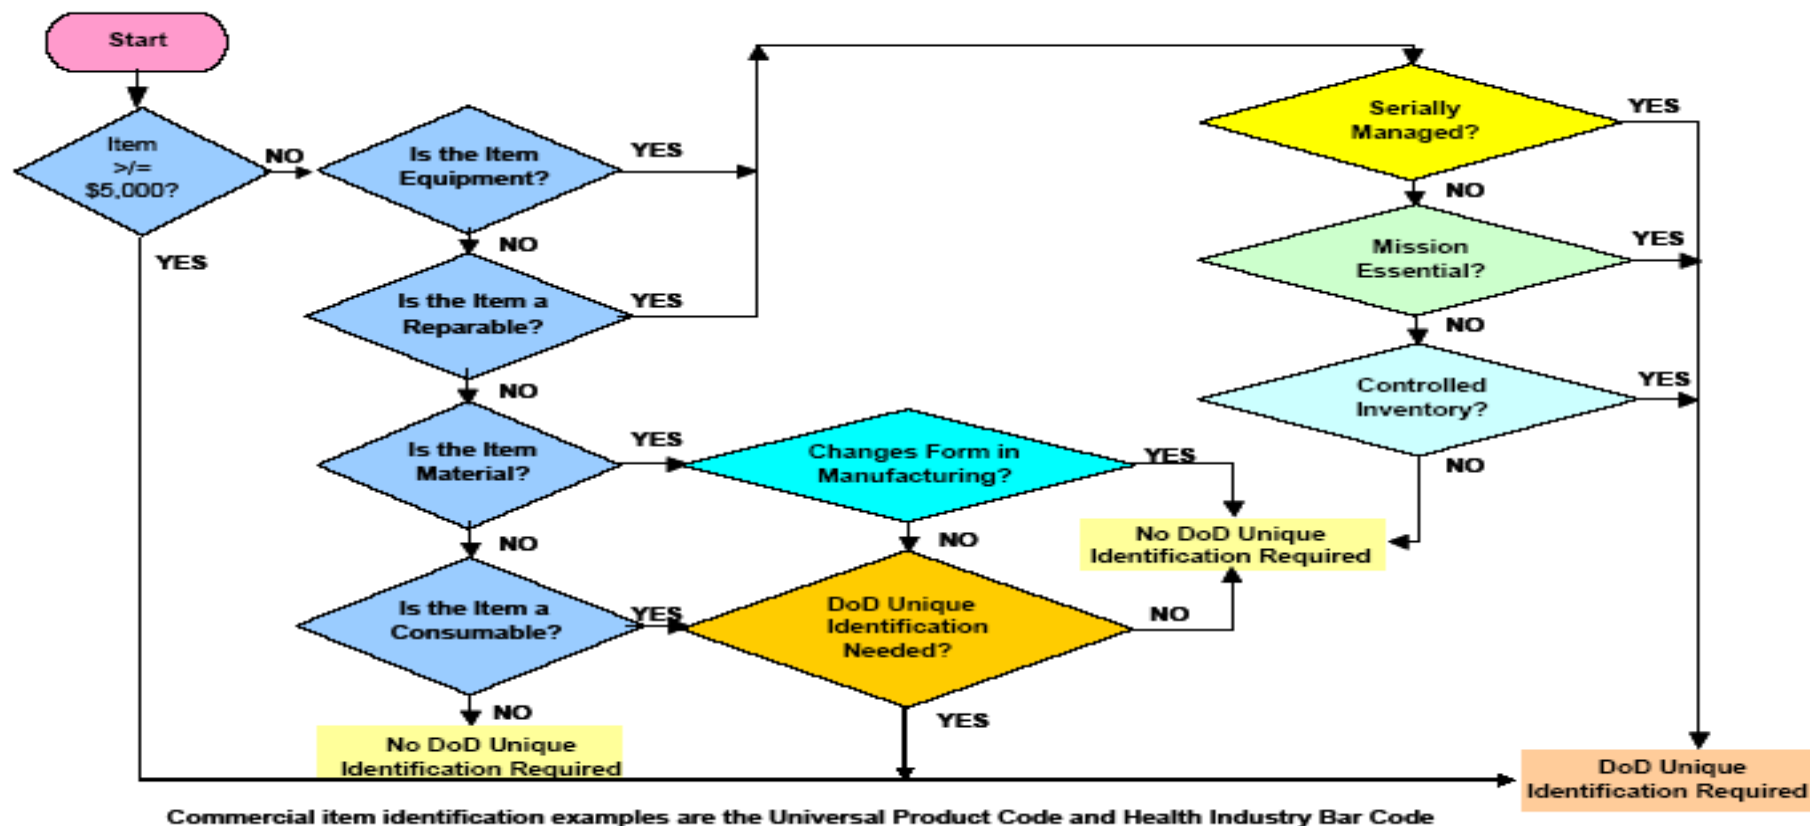 Start
Item
>/=
$5,000?
NO
YES
Is the Item
Equipment?
YES
NO
Is the Item a
Reparable?
YES
NO
Is the Item
Material?
YES
NO
Is the Item a
Consumable?
YES
NO
No DoD Unique
Identification Required
Changes Form in
Manufacturing?
YES
NO
DoD Unique
Identification
Needed?
NO
YES
No DoD Unique
Identification Required
Serially
Managed?
YES
NO
Mission
Essential?
YES
NO
Controlled
Inventory?
YES
NO
DoD Unique
Identification Required
Commercial item identification examples are the Universal Product Code and Health Industry Bar Code